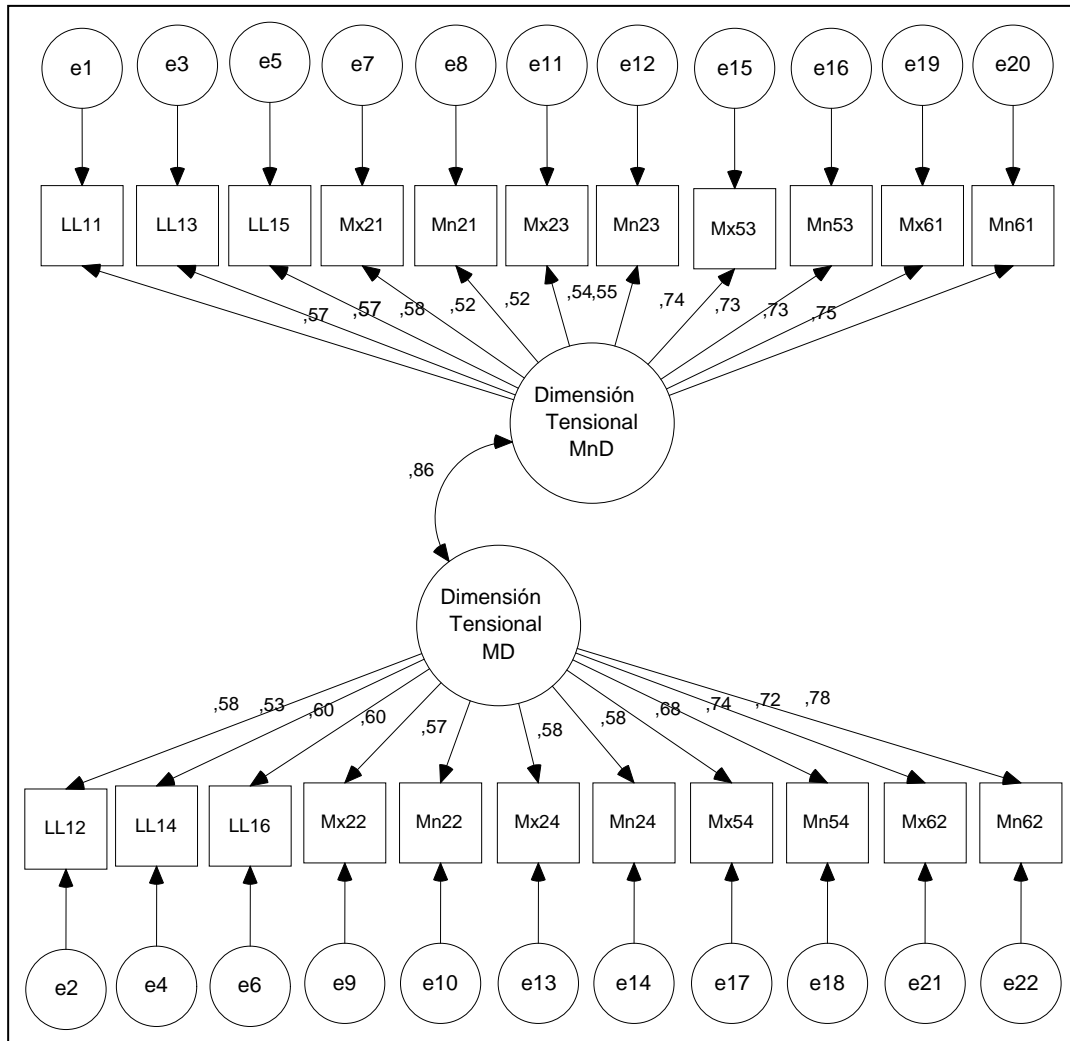 e1 e3 e5 e7 e8 e11 e12 e15 e16 e19 e20
LL11 LL13 LL15 Mx21 Mn21 Mx23 Mn23 Mx53 Mn53 Mx61 Mn61
,57 ,57 ,58 ,52 ,52 ,54 ,55 ,74 ,73 ,73 ,75
Dimensión
Tensional
MnD
,86
Dimensión
Tensional
MD
,58 ,53 ,60 ,60 ,57 ,58 ,58 ,68 ,74 ,72 ,78
LL12 LL14 LL16 Mx22 Mn22 Mx24 Mn24 Mx54 Mn54 Mx62 Mn62
e2 e4 e6 e9 e10 e13 e14 e17 e18 e21 e22